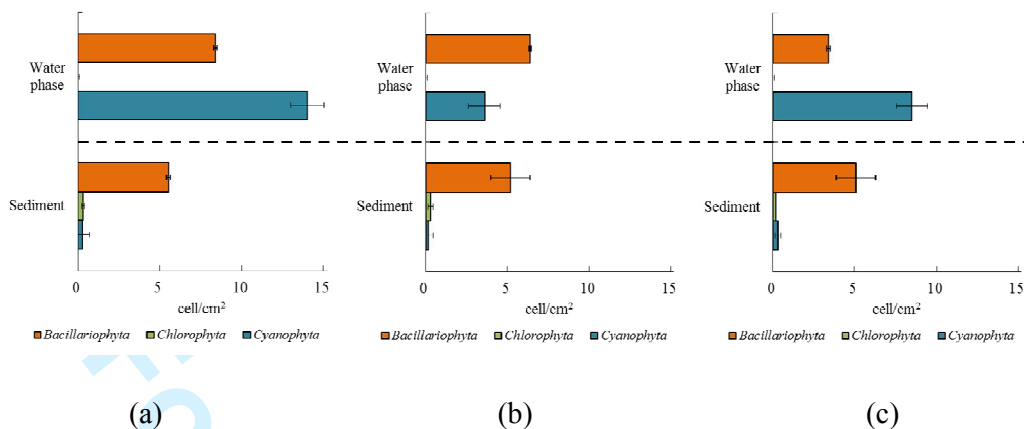 Water phase
Sediment
0 5 10 15
cell/cm²
Bacillariophyta Chlorophyta Cyanophyta
(a)
Water phase
Sediment
0 5 10 15
cell/cm²
Bacillariophyta Chlorophyta Cyanophyta
(b)
Water phase
Sediment
0 5 10 15
cell/cm²
Bacillariophyta Chlorophyta Cyanophyta
(c)